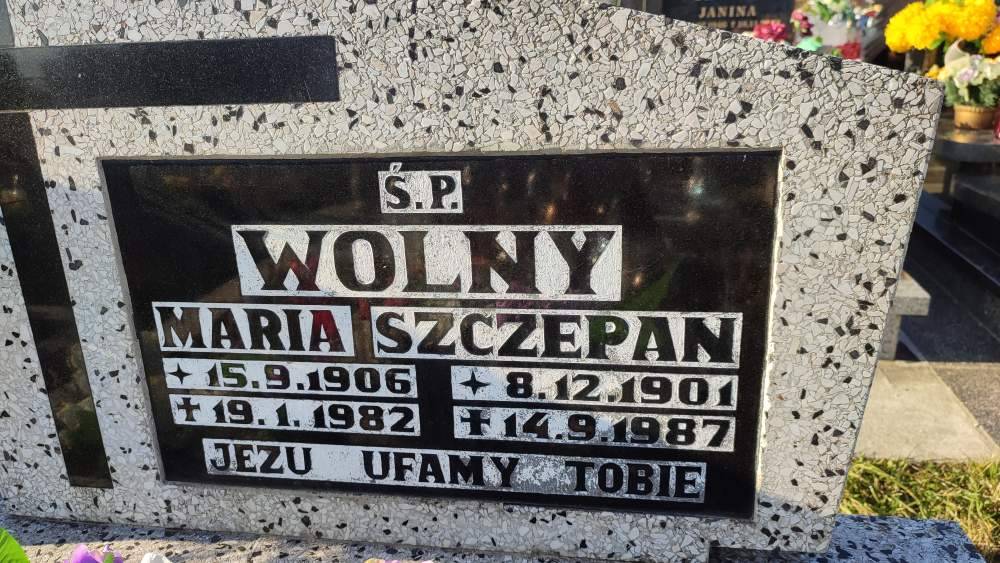 JANINA
Ś.P.
WOLNY
MARIA SZCZEPAN
15.9.1906 8.12.1901
19.1.1982 14.9.1987
JEZU UFAMY TOBIE